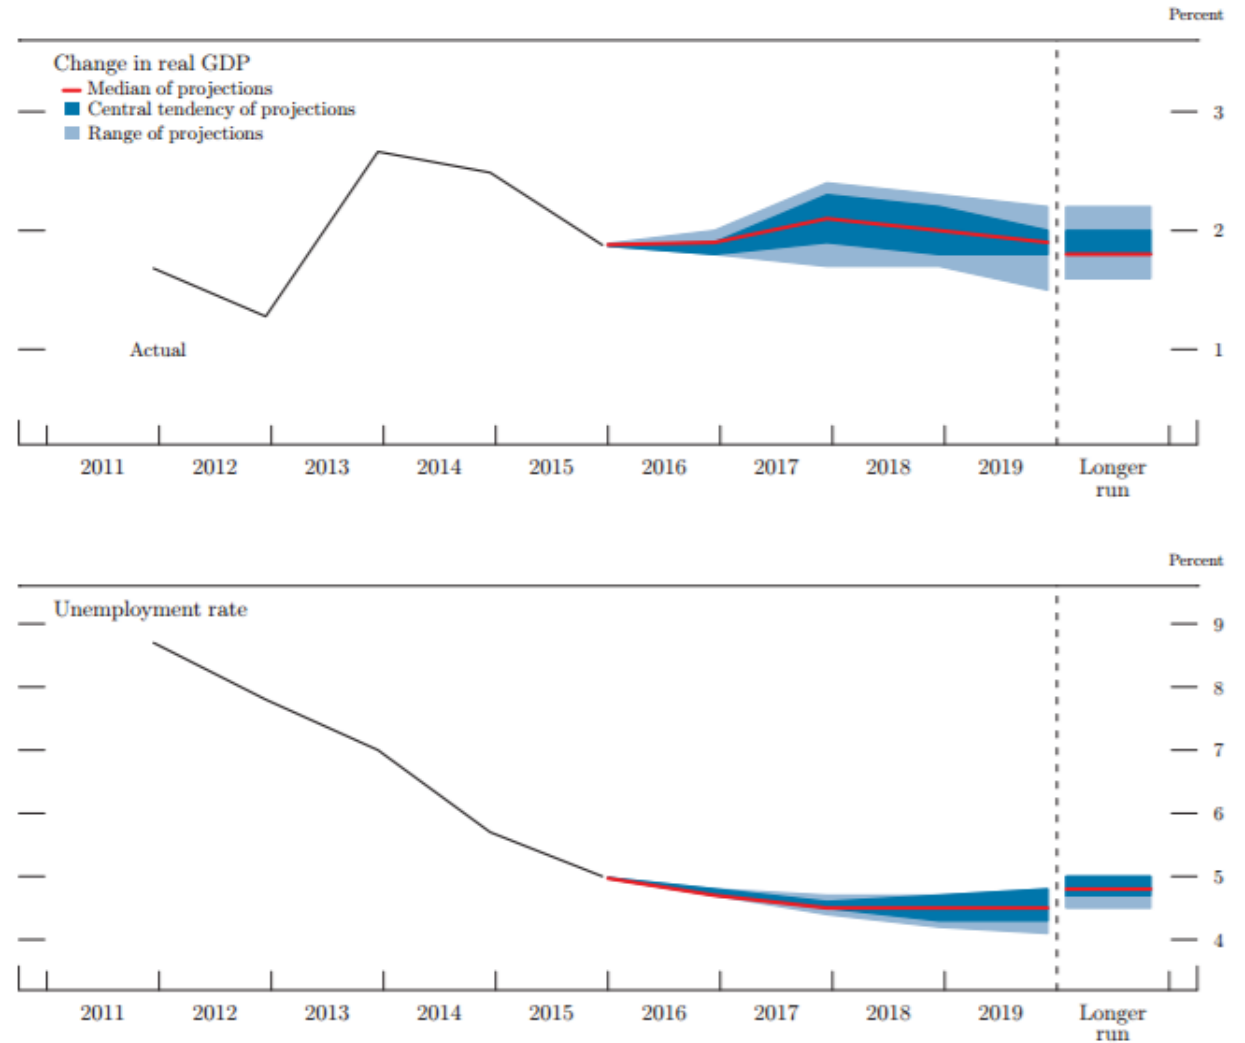 Percent
Change in real GDP
Median of projections
Central tendency of projections
Range of projections
3
2
Actual
1
2011 2012 2013 2014 2015 2016 2017 2018 2019 Longer
run
Percent
Unemployment rate
9
8
7
6
5
4
2011 2012 2013 2014 2015 2016 2017 2018 2019 Longer
run